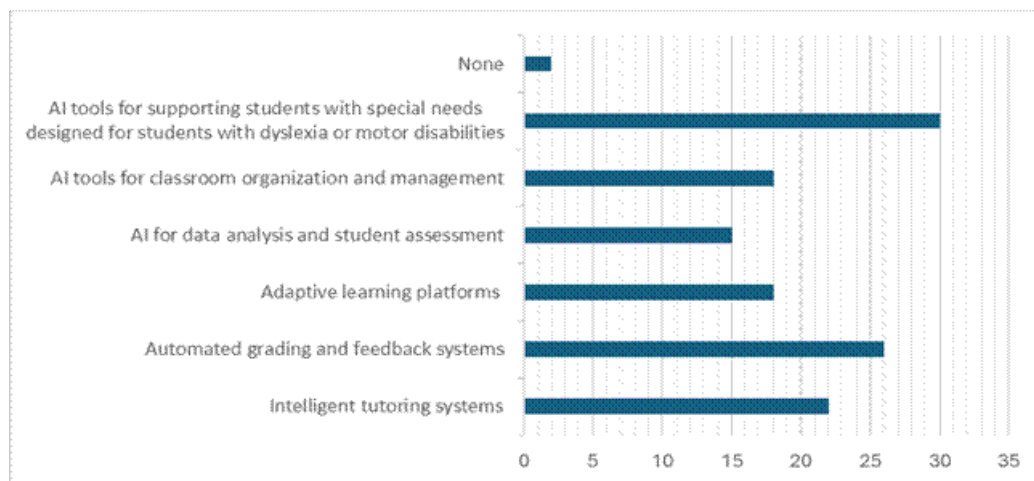 None
AI tools for supporting students with special needs
designed for students with dyslexia or motor disabilities
AI tools for classroom organization and management
AI for data analysis and student assessment
Adaptive learning platforms
Automated grading and feedback systems
Intelligent tutoring systems
0 5 10 15 20 25 30 35